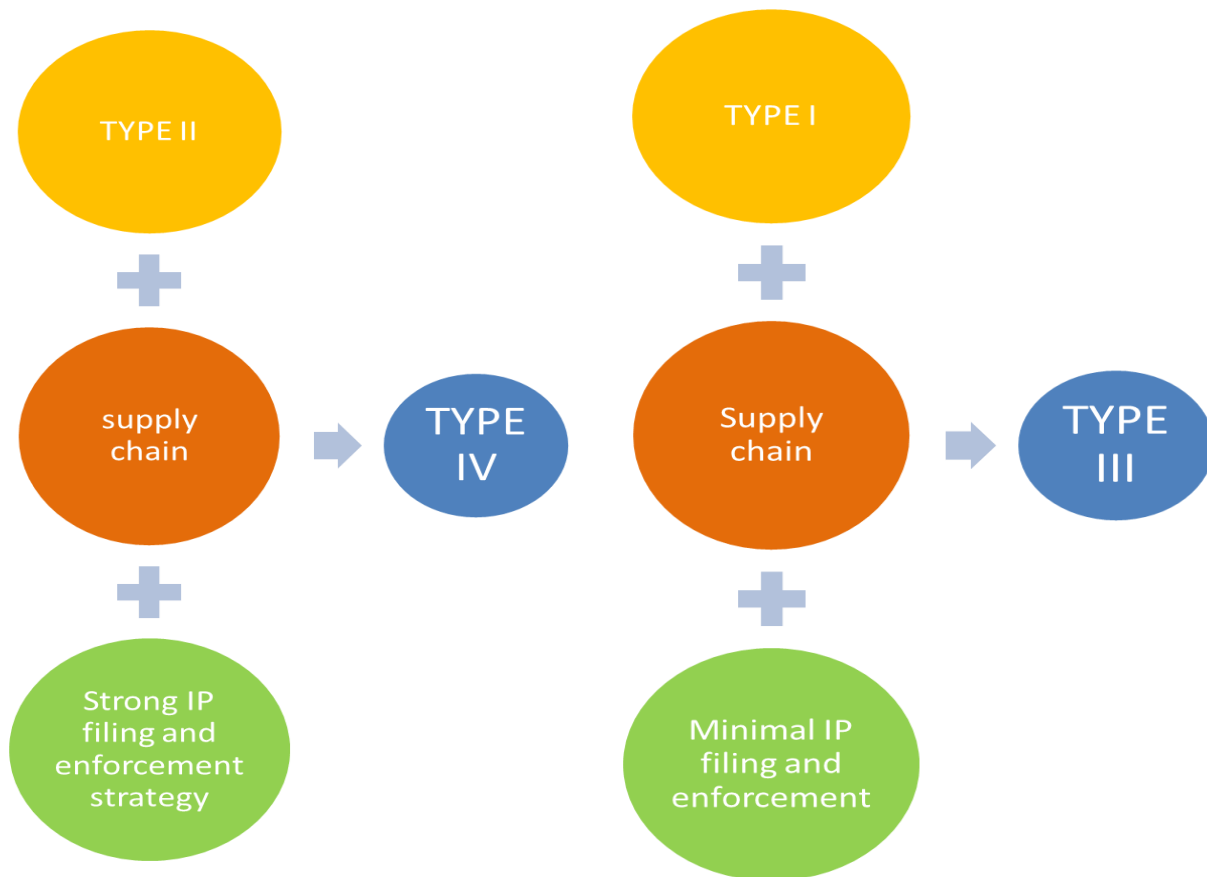 TYPE II
supply
chain
TYPE
IV
Strong IP
filing and
enforcement
strategy
TYPE I
Supply
chain
TYPE
III
Minimal IP
filing and
enforcement